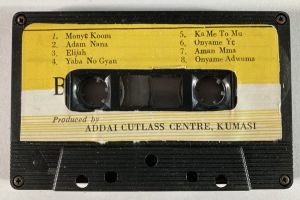 1. Monyɛ Koom
2. Adam Nana
3. Elijah
4. Yaba No Gyan
5. Ka Me To Mu
6. Onyame Yɛ
7. Aman Mma
8. Onyame Adwuma
B
Produced by
ADDAI CUTLASS CENTRE, KUMASI